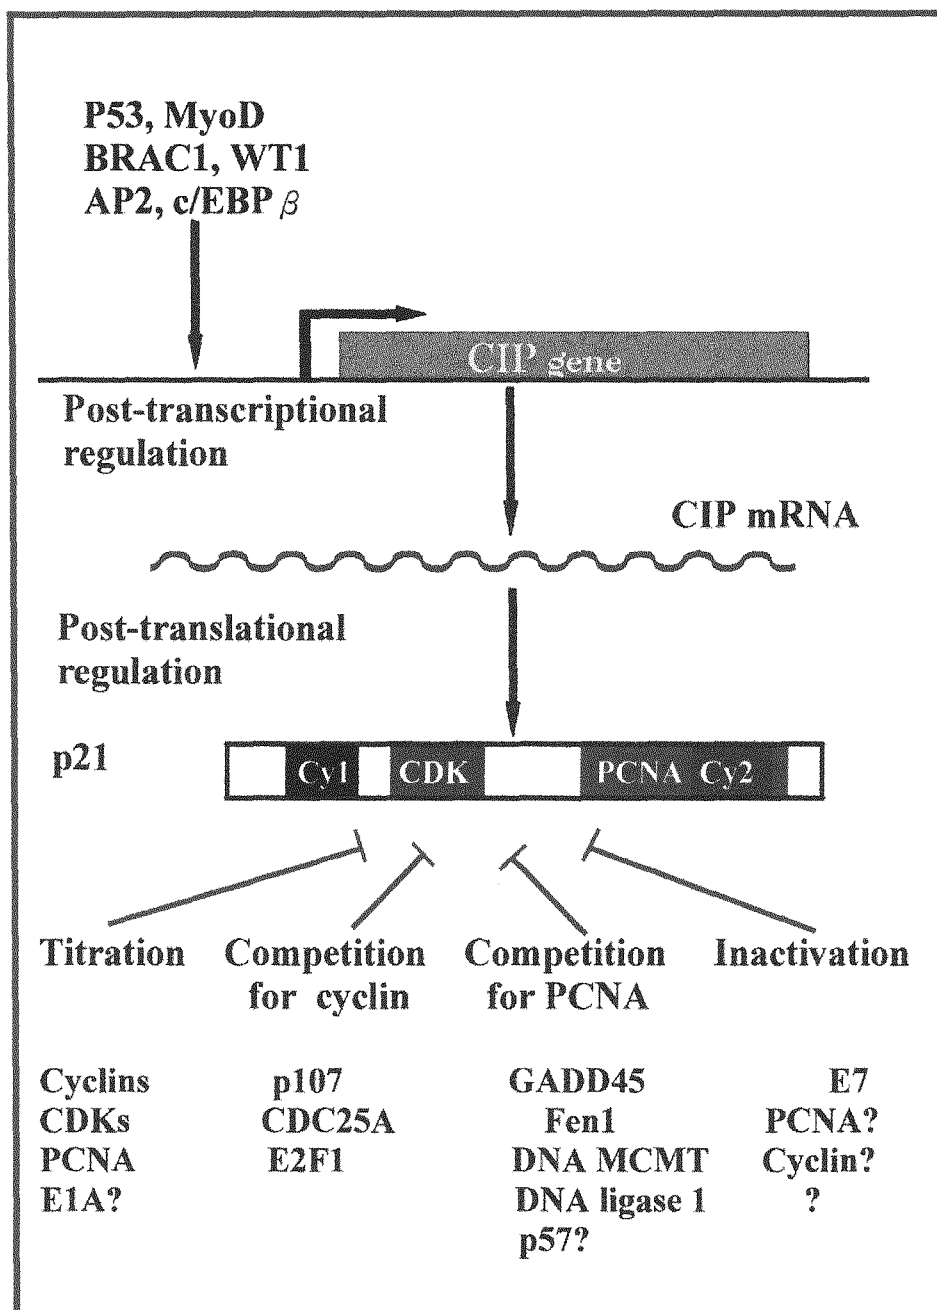 P53, MyoD
BRAC1, WT1
AP2, c/EBP β
CIP gene
Post-transcriptional
regulation
CIP mRNA
Post-translational
regulation
p21
Cy1 CDK PCNA Cy2
Titration
Competition
for cyclin
Competition
for PCNA
Inactivation
Cyclins
CDKs
PCNA
E1A?
p107
CDC25A
E2F1
GADD45
Fen1
DNA MCMT
DNA ligase 1
p57?
E7
PCNA?
Cyclin?
?